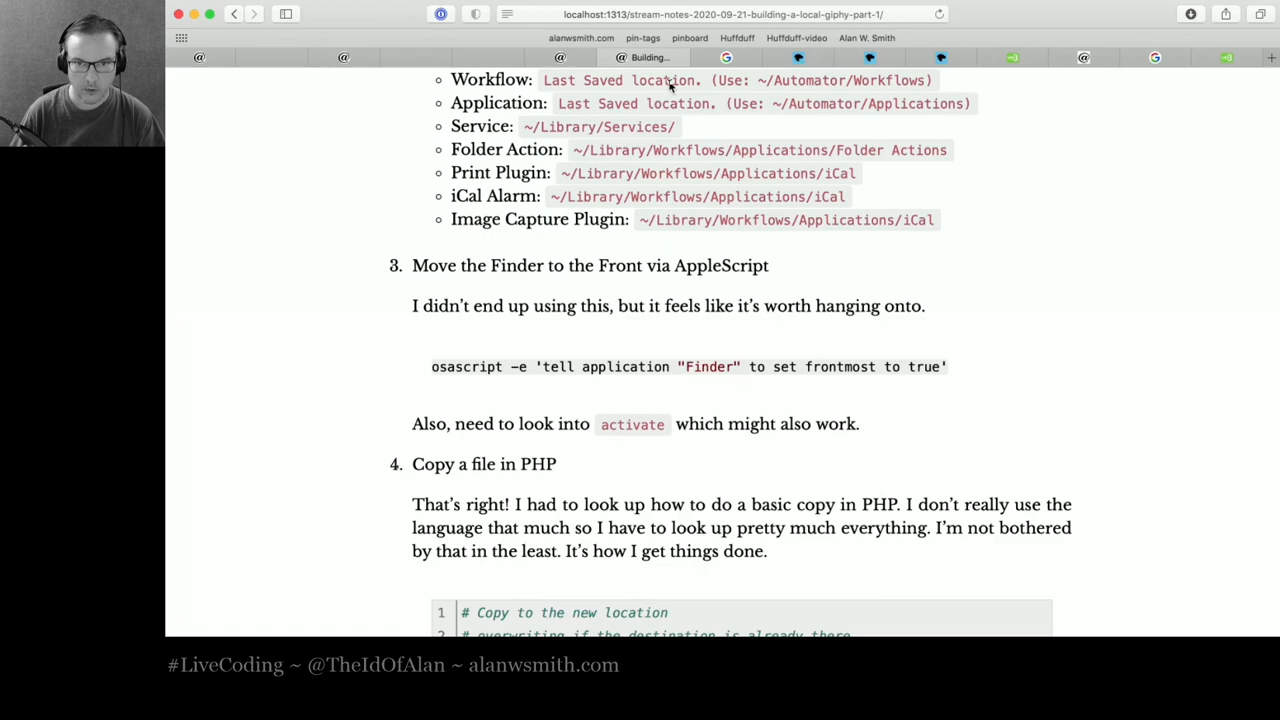 localhost:1313/stream-notes-2020-09-21-building-a-local-giphy-part-1/
alanwsmith.com pin-tags pinboard Huffduff Huffduff-video Alan W. Smith
Building...
Workflow: Last Saved location. (Use: ~/Automator/Workflows)
Application: Last Saved location. (Use: ~/Automator/Applications)
Service: ~/Library/Services/
Folder Action: ~/Library/Workflows/Applications/Folder Actions
Print Plugin: ~/Library/Workflows/Applications/iCal
iCal Alarm: ~/Library/Workflows/Applications/iCal
Image Capture Plugin: ~/Library/Workflows/Applications/iCal
3. Move the Finder to the Front via AppleScript
I didn't end up using this, but it feels like it's worth hanging onto.
osascript -e 'tell application "Finder" to set frontmost to true'
Also, need to look into activate which might also work.
4. Copy a file in PHP
That's right! I had to look up how to do a basic copy in PHP. I don't really use the
language that much so I have to look up pretty much everything. I'm not bothered
by that in the least. It's how I get things done.
1 # Copy to the new location
2 # overwriting if the destination is already there
#LiveCoding ~ @TheIdOfAlan ~ alanwsmith.com